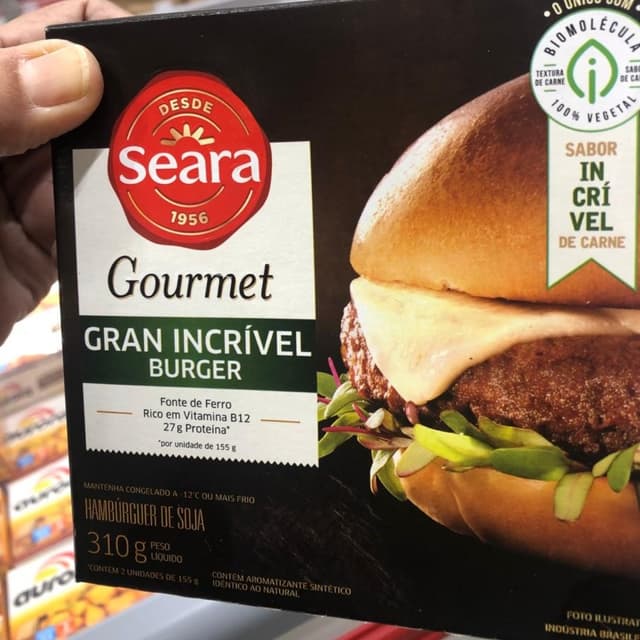 DESDE
Seara
1956
Gourmet
GRAN INCRÍVEL
BURGER
Fonte de Ferro
Rico em Vitamina B12
27g Proteína*
*por unidade de 155 g
MANTENHA CONGELADO A -12°C OU MAIS FRIO
HAMBÚRGUER DE SOJA
310 g PESO
LÍQUIDO
*CONTÉM 2 UNIDADES DE 155 g
CONTÉM AROMATIZANTE SINTÉTICO
IDÊNTICO AO NATURAL
• O ÚNICO COM
BIOMOLÉCULA
TEXTURA
DE CARNE
100% VEGETAL
SABOR
IN
CRÍ
VEL
DE CARNE
FOTO ILUSTRA
INDÚSTRIA BRA